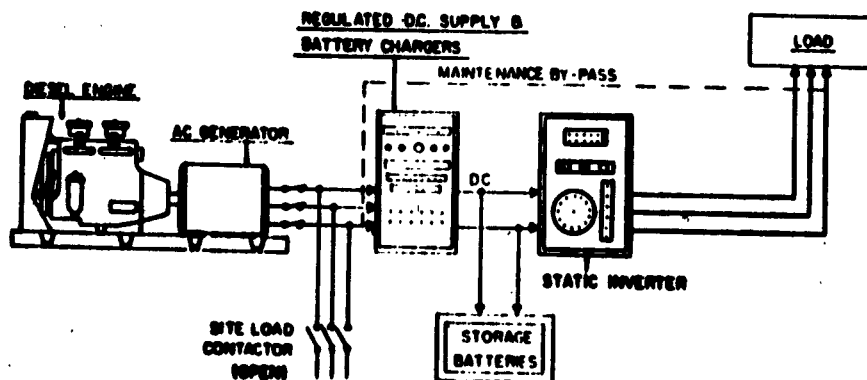 REGULATED D.C. SUPPLY &
BATTERY CHARGERS
LOAD
MAINTENANCE BY-PASS
DIESEL ENGINE
AC GENERATOR
DC
STATIC INVERTER
SITE LOAD
CONTACTOR
(OPEN)
STORAGE
BATTERIES